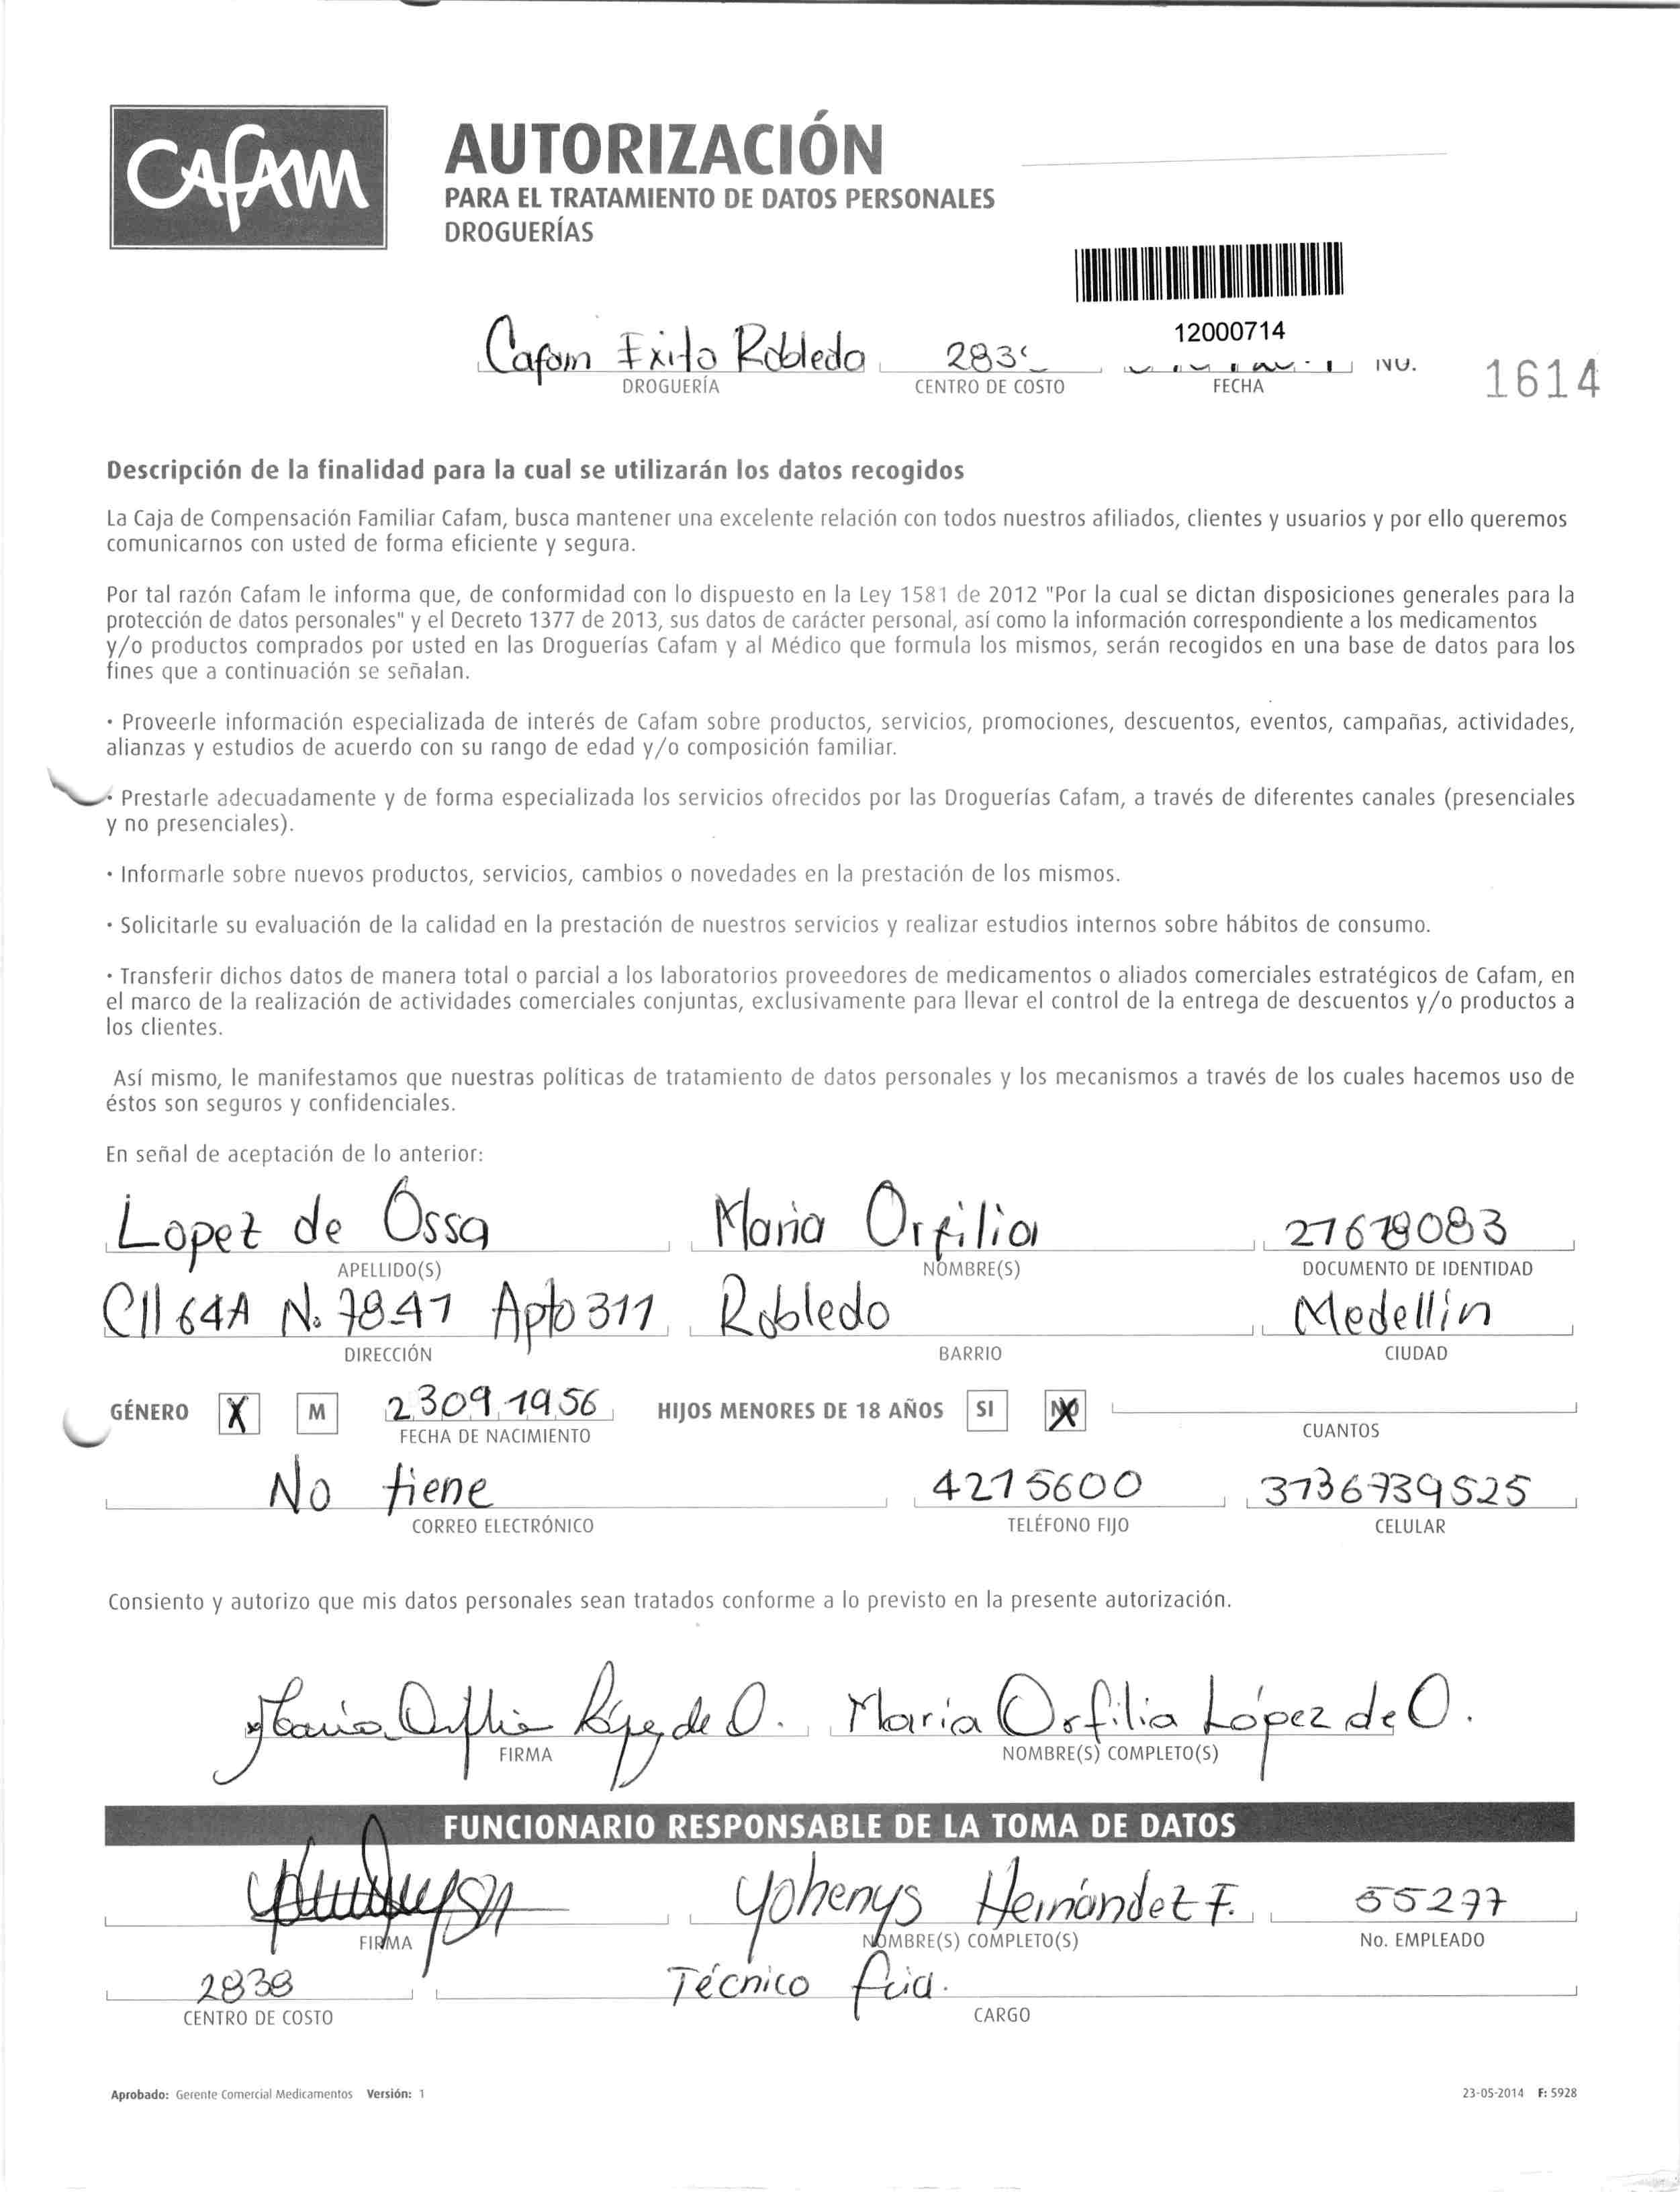 CAfAM
AUTORIZACIÓN
PARA EL TRATAMIENTO DE DATOS PERSONALES
DROGUERÍAS
12000714
Cafam Exito Robledo 283
DROGUERÍA CENTRO DE COSTO FECHA No. 1614
Descripción de la finalidad para la cual se utilizarán los datos recogidos
La Caja de Compensación Familiar Cafam, busca mantener una excelente relación con todos nuestros afiliados, clientes y usuarios y por ello queremos
comunicarnos con usted de forma eficiente y segura.
Por tal razón Cafam le informa que, de conformidad con lo dispuesto en la Ley 1581 de 2012 "Por la cual se dictan disposiciones generales para la
protección de datos personales" y el Decreto 1377 de 2013, sus datos de carácter personal, así como la información correspondiente a los medicamentos
y/o productos comprados por usted en las Droguerías Cafam y al Médico que formula los mismos, serán recogidos en una base de datos para los
fines que a continuación se señalan.
· Proveerle información especializada de interés de Cafam sobre productos, servicios, promociones, descuentos, eventos, campañas, actividades,
alianzas y estudios de acuerdo con su rango de edad y/o composición familiar.
· Prestarle adecuadamente y de forma especializada los servicios ofrecidos por las Droguerías Cafam, a través de diferentes canales (presenciales
y no presenciales).
· Informarle sobre nuevos productos, servicios, cambios o novedades en la prestación de los mismos.
· Solicitarle su evaluación de la calidad en la prestación de nuestros servicios y realizar estudios internos sobre hábitos de consumo.
· Transferir dichos datos de manera total o parcial a los laboratorios proveedores de medicamentos o aliados comerciales estratégicos de Cafam, en
el marco de la realización de actividades comerciales conjuntas, exclusivamente para llevar el control de la entrega de descuentos y/o productos a
los clientes.
Así mismo, le manifestamos que nuestras políticas de tratamiento de datos personales y los mecanismos a través de los cuales hacemos uso de
éstos son seguros y confidenciales.
En señal de aceptación de lo anterior:
Lopez de Ossa Maria Orfilia
APELLIDO(S) NOMBRE(S) DOCUMENTO DE IDENTIDAD
Cll 64A N. 78-47 Apto 311 Robledo Medellín
DIRECCIÓN BARRIO CIUDAD
GÉNERO X M 23091956 HIJOS MENORES DE 18 AÑOS SI NO X
FECHA DE NACIMIENTO CUANTOS
No tiene 4215600 3136739525
CORREO ELECTRÓNICO TELÉFONO FIJO CELULAR
Consiento y autorizo que mis datos personales sean tratados conforme a lo previsto en la presente autorización.
Maria Orfilia López de O. Maria Orfilia López de O.
FIRMA NOMBRE(S) COMPLETO(S)
FUNCIONARIO RESPONSABLE DE LA TOMA DE DATOS
Yohenys Hernández F. 55277
FIRMA NOMBRE(S) COMPLETO(S) No. EMPLEADO
2838 Técnico fcia.
CENTRO DE COSTO CARGO
Aprobado: Gerente Comercial Medicamentos Versión: 1 23-05-2014 F: 5928